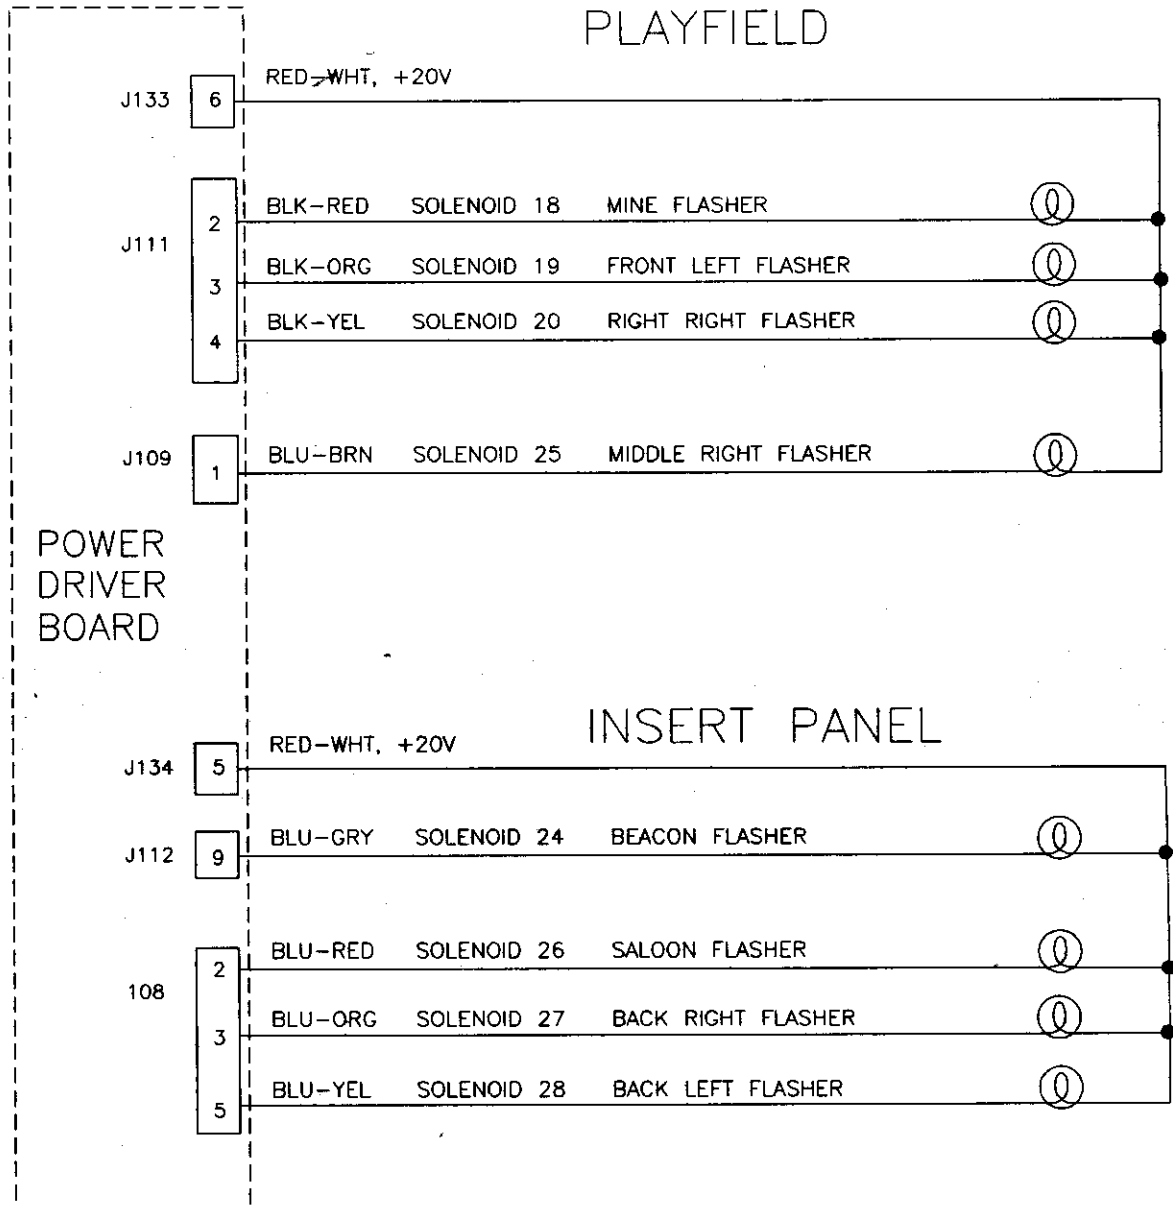 PLAYFIELD
RED-WHT, +20V
J133 6
BLK-RED SOLENOID 18 MINE FLASHER
2
J111
BLK-ORG SOLENOID 19 FRONT LEFT FLASHER
3
BLK-YEL SOLENOID 20 RIGHT RIGHT FLASHER
4
J109 1 BLU-BRN SOLENOID 25 MIDDLE RIGHT FLASHER
POWER
DRIVER
BOARD
INSERT PANEL
RED-WHT, +20V
J134 5
BLU-GRY SOLENOID 24 BEACON FLASHER
J112 9
BLU-RED SOLENOID 26 SALOON FLASHER
2
108
BLU-ORG SOLENOID 27 BACK RIGHT FLASHER
3
BLU-YEL SOLENOID 28 BACK LEFT FLASHER
5